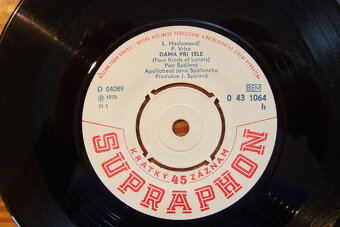 L. Hazlewood/
P. Vrba
DÁMA PŘI TĚLE
(Four Kinds of Lonely)
Petr Spálený
Apollobeat Jana Spáleného
Produkce J. Spálený
D 04089
Ⓟ 1970
71 1
BIEM
0 43 1064
h
KRÁTKÝ 45 ZÁZNAM
SUPRAPHON